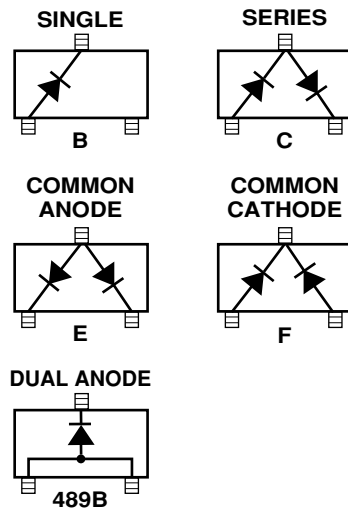 SINGLE
SERIES
B
C
COMMON
ANODE
COMMON
CATHODE
E
F
DUAL ANODE
489B